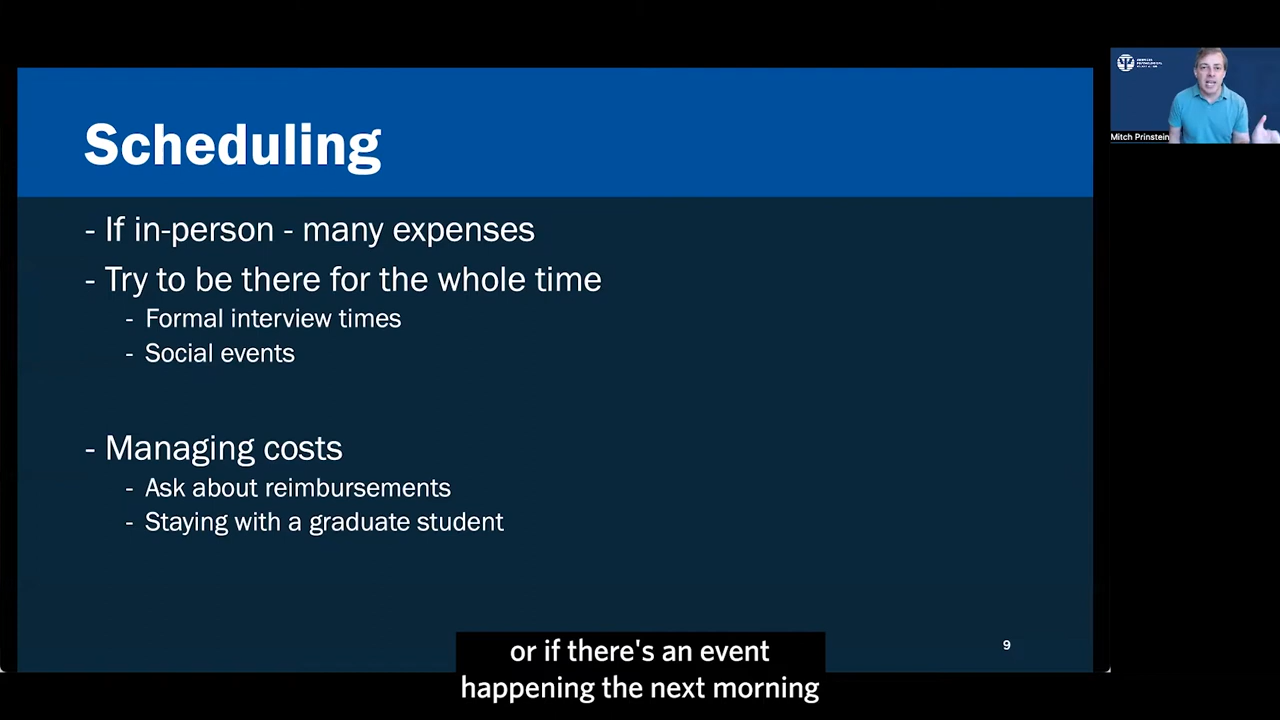 Scheduling
- If in-person - many expenses
- Try to be there for the whole time
- Formal interview times
- Social events
- Managing costs
- Ask about reimbursements
- Staying with a graduate student
9
or if there's an event
happening the next morning
Mitch Prinstein